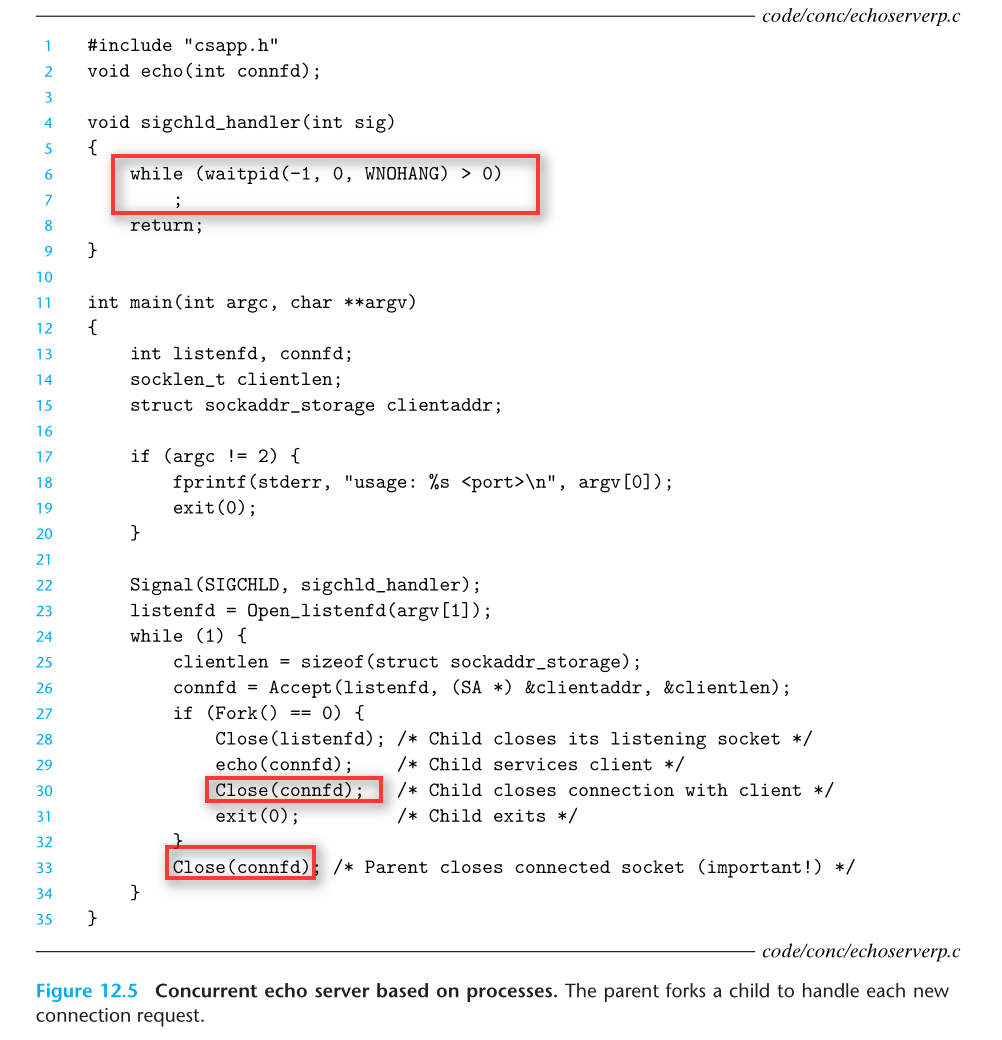 code/conc/echoserverp.c
1 #include "csapp.h"
2 void echo(int connfd);
3
4 void sigchld_handler(int sig)
5 {
6     while (waitpid(-1, 0, WNOHANG) > 0)
7         ;
8     return;
9 }
10
11 int main(int argc, char **argv)
12 {
13     int listenfd, connfd;
14     socklen_t clientlen;
15     struct sockaddr_storage clientaddr;
16
17     if (argc != 2) {
18         fprintf(stderr, "usage: %s <port>\n", argv[0]);
19         exit(0);
20     }
21
22     Signal(SIGCHLD, sigchld_handler);
23     listenfd = Open_listenfd(argv[1]);
24     while (1) {
25         clientlen = sizeof(struct sockaddr_storage);
26         connfd = Accept(listenfd, (SA *) &clientaddr, &clientlen);
27         if (Fork() == 0) {
28             Close(listenfd); /* Child closes its listening socket */
29             echo(connfd);    /* Child services client */
30             Close(connfd);   /* Child closes connection with client */
31             exit(0);         /* Child exits */
32         }
33         Close(connfd); /* Parent closes connected socket (important!) */
34     }
35 }
code/conc/echoserverp.c
Figure 12.5 Concurrent echo server based on processes. The parent forks a child to handle each new
connection request.